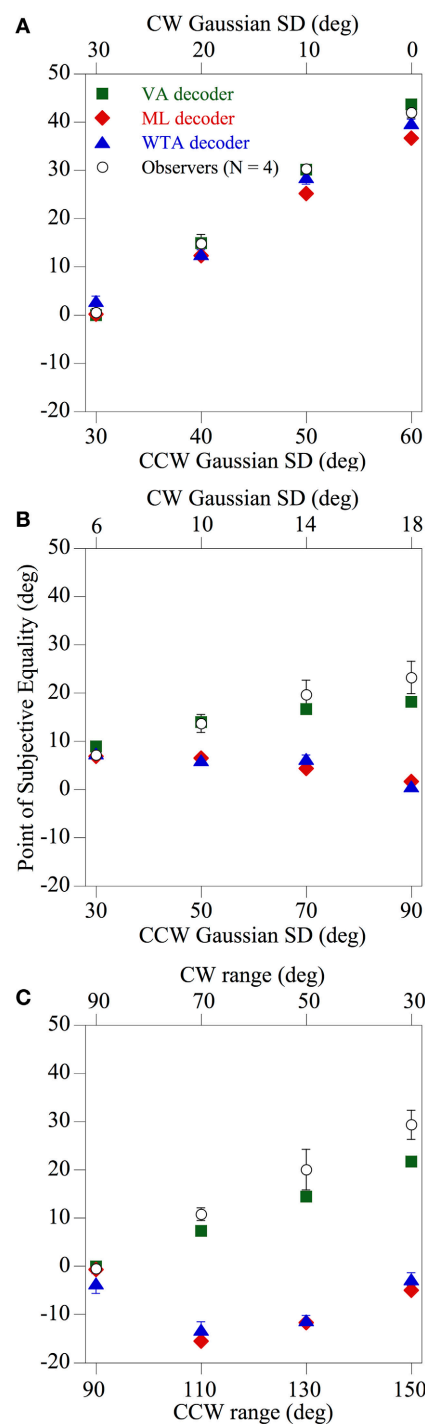 A
CW Gaussian SD (deg)
30 20 10 0
50
40
30
20
10
0
-10
-20
VA decoder
ML decoder
WTA decoder
Observers (N = 4)
30 40 50 60
CCW Gaussian SD (deg)
B
CW Gaussian SD (deg)
6 10 14 18
50
40
30
20
10
0
-10
-20
Point of Subjective Equality (deg)
30 50 70 90
CCW Gaussian SD (deg)
C
CW range (deg)
90 70 50 30
50
40
30
20
10
0
-10
-20
90 110 130 150
CCW range (deg)